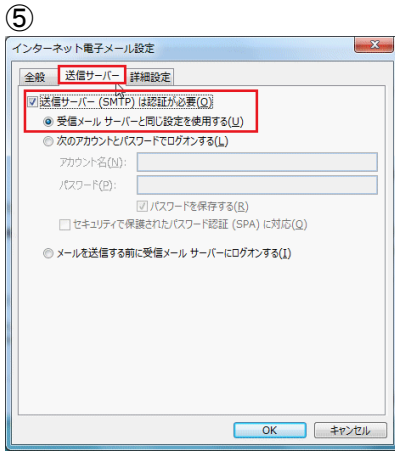 ⑤
インターネット電子メール設定
全般 送信サーバー 詳細設定
送信サーバー (SMTP) は認証が必要(O)
受信メール サーバーと同じ設定を使用する(U)
次のアカウントとパスワードでログオンする(L)
アカウント名(N):
パスワード(P):
パスワードを保存する(R)
セキュリティで保護されたパスワード認証 (SPA) に対応(Q)
メールを送信する前に受信メール サーバーにログオンする(I)
OK キャンセル